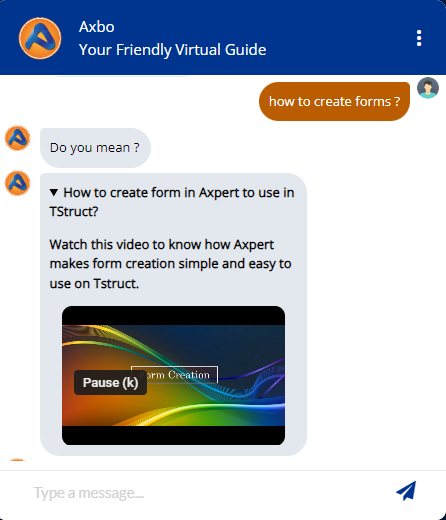 Axbo
Your Friendly Virtual Guide
how to create forms ?
Do you mean ?
▼ How to create form in Axpert to use in
TStruct?
Watch this video to know how Axpert
makes form creation simple and easy to
use on Tstruct.
Pause (k)
orm Creation
Type a message...